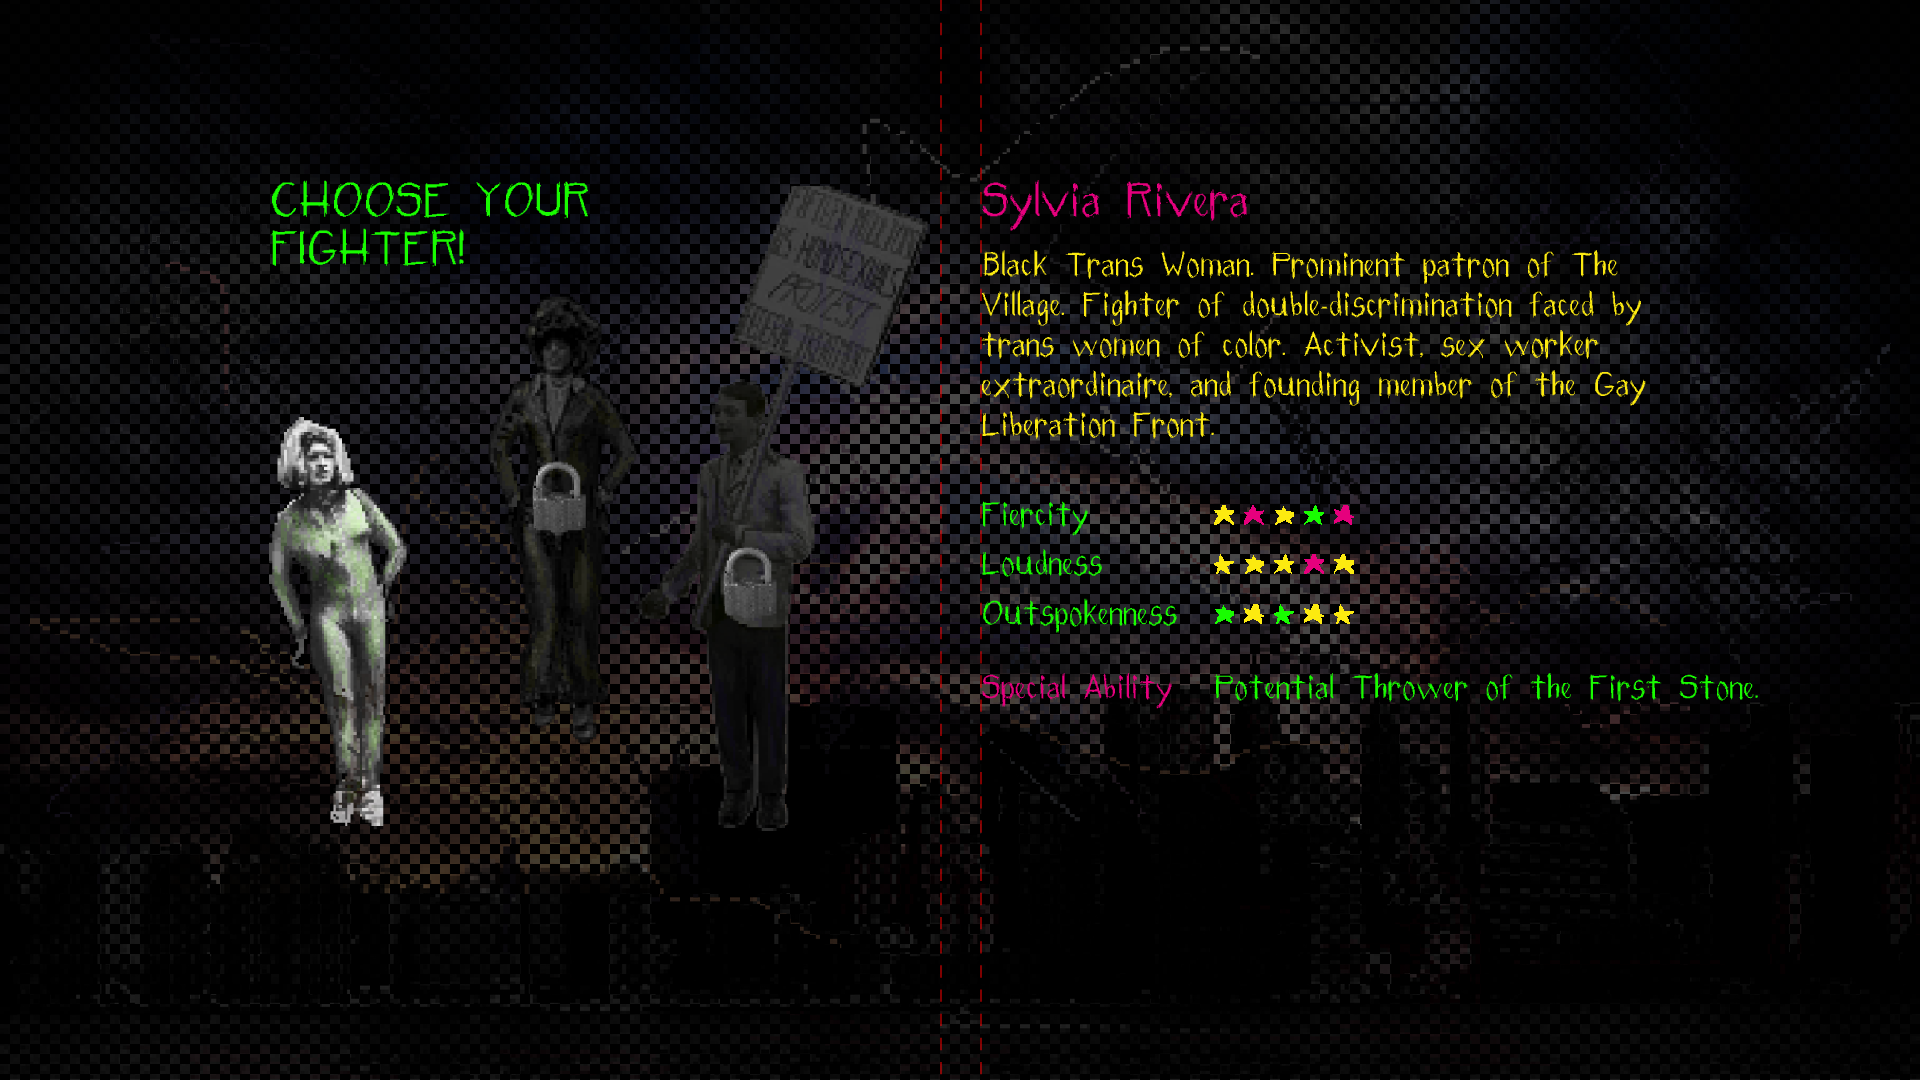 CHOOSE YOUR
FIGHTER!
PROTEST
Sylvia Rivera
Black Trans Woman. Prominent patron of The
Village. Fighter of double-discrimination faced by
trans women of color. Activist, sex worker
extraordinaire, and founding member of the Gay
Liberation Front.
Fiercity
Loudness
Outspokenness
Special Ability Potential Thrower of the First Stone.